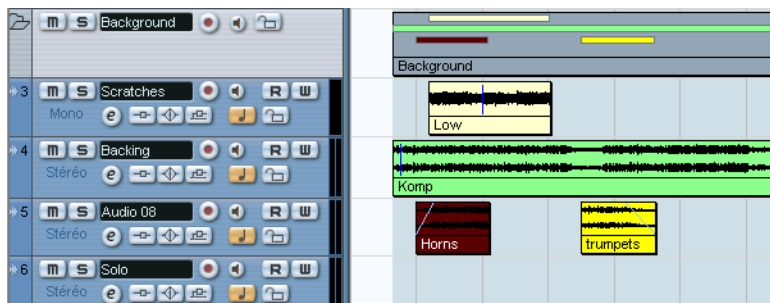 m S Background
Background
3 m S Scratches R W
Mono e
Low
4 m S Backing R W
Stéréo e
Komp
5 m S Audio 08 R W
Stéréo e
Horns
trumpets
6 m S Solo R W
Stéréo e